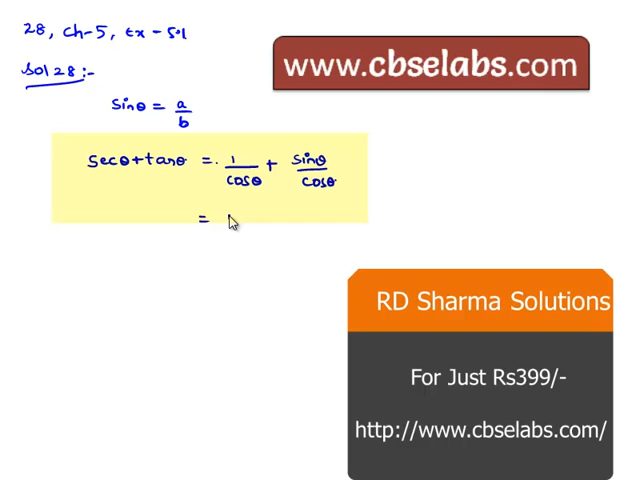 28, ch-5, Ex - 5.1
www.cbselabs.com
Sol 28:-
sinθ = a/b
secθ+tanθ = 1/cosθ + sinθ/cosθ
=
RD Sharma Solutions
For Just Rs399/-
http://www.cbselabs.com/